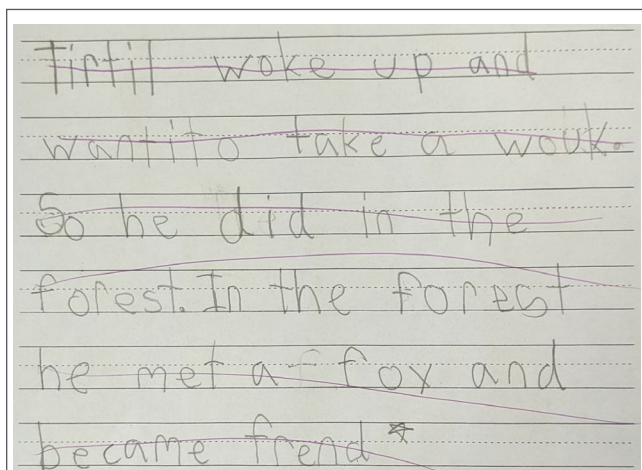 Tirtil woke up and
wantito take a wouk.
So he did in the
forest. In the forest
he met a fox and
became frend*